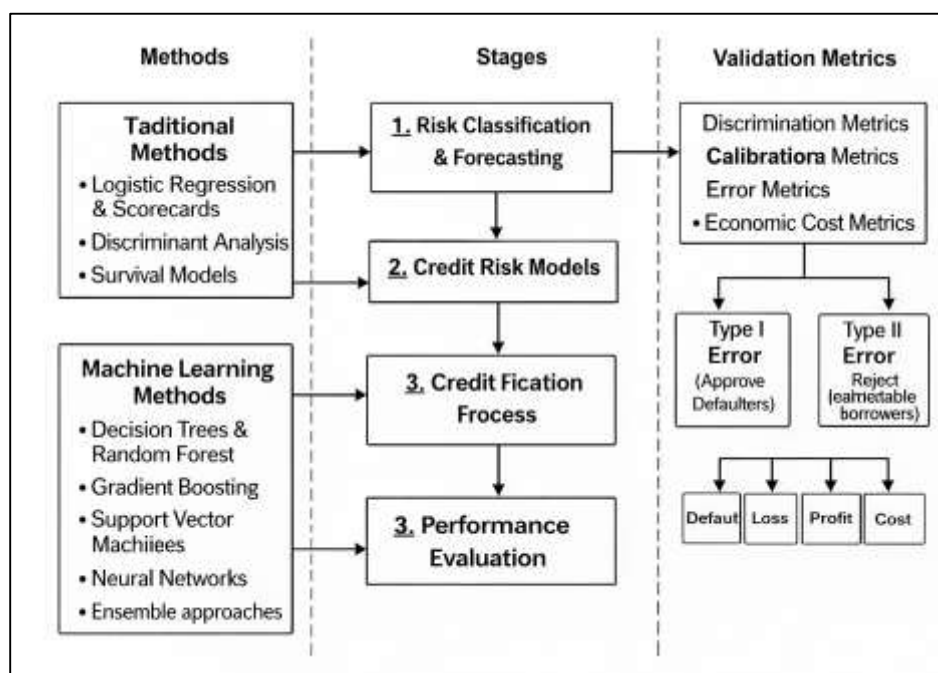 Methods
Stages
Validation Metrics
Taditional
Methods
• Logistic Regression
& Scorecards
• Discriminant Analysis
• Survival Models
Machine Learning
Methods
• Decision Trees &
Random Forest
• Gradient Boosting
• Support Vector
Machiiees
• Neural Networks
• Ensemble approaches
1. Risk Classification
& Forecasting
2. Credit Risk Models
3. Credit Fication
Frocess
3. Performance
Evaluation
Discrimination Metrics
Calibratiora Metrics
Error Metrics
• Economic Cost Metrics
Type I
Error
(Approve
Defaulters)
Type II
Error
Reject
borrowers)
Defaut
Loss
Profit
Cost